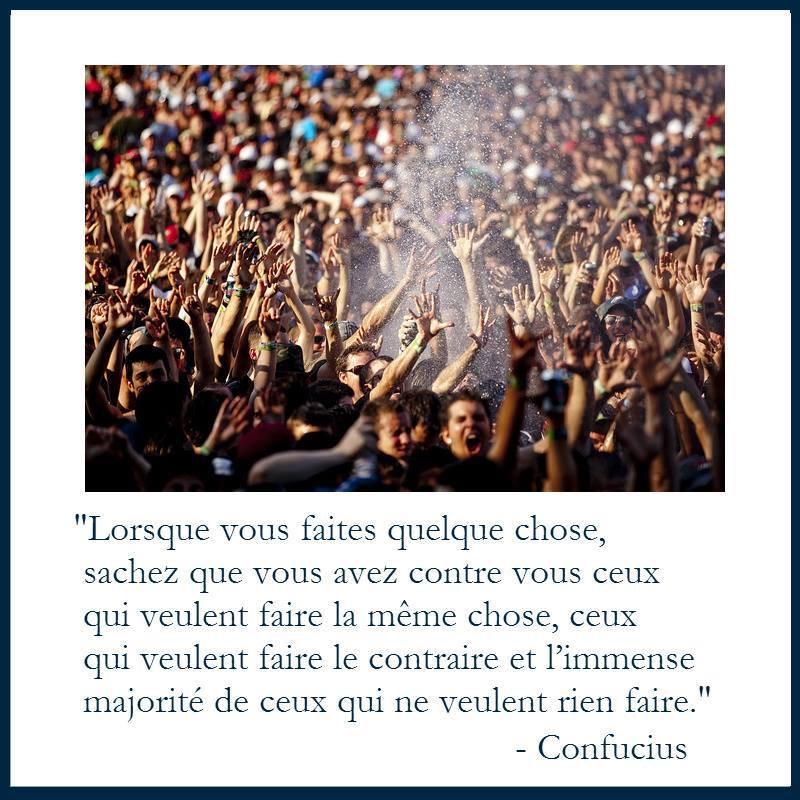 "Lorsque vous faites quelque chose,
sachez que vous avez contre vous ceux
qui veulent faire la même chose, ceux
qui veulent faire le contraire et l’immense
majorité de ceux qui ne veulent rien faire."
- Confucius